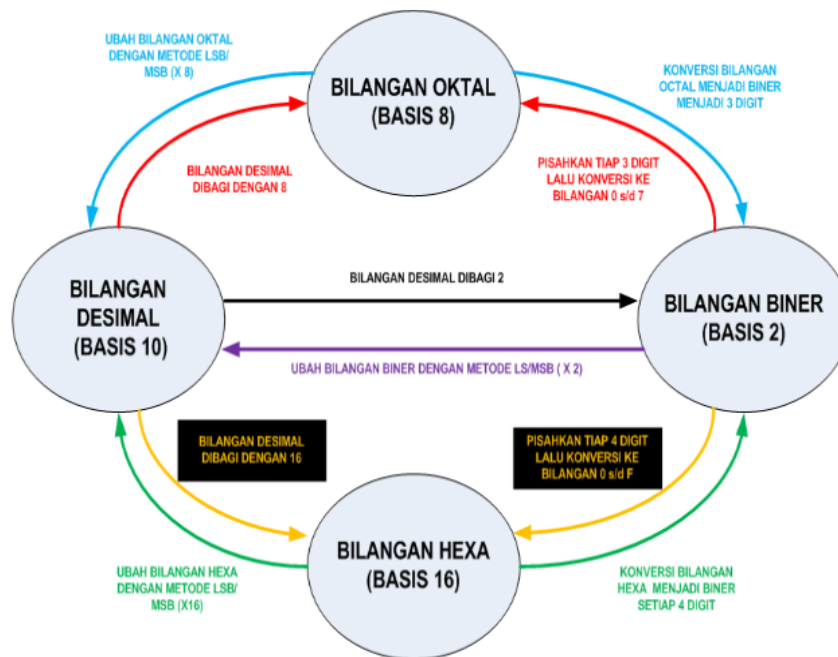 UBAH BILANGAN OKTAL
DENGAN METODE LSB/
MSB (X 8)
BILANGAN OKTAL
(BASIS 8)
KONVERSI BILANGAN
OCTAL MENJADI BINER
MENJADI 3 DIGIT
BILANGAN DESIMAL
DIBAGI DENGAN 8
PISAHKAN TIAP 3 DIGIT
LALU KONVERSI KE
BILANGAN 0 s/d 7
BILANGAN
DESIMAL
(BASIS 10)
BILANGAN DESIMAL DIBAGI 2
BILANGAN BINER
(BASIS 2)
UBAH BILANGAN BINER DENGAN METODE LS/MSB ( X 2)
BILANGAN DESIMAL
DIBAGI DENGAN 16
PISAHKAN TIAP 4 DIGIT
LALU KONVERSI KE
BILANGAN 0 s/d F
BILANGAN HEXA
(BASIS 16)
UBAH BILANGAN HEXA
DENGAN METODE LSB/
MSB (X16)
KONVERSI BILANGAN
HEXA MENJADI BINER
SETIAP 4 DIGIT